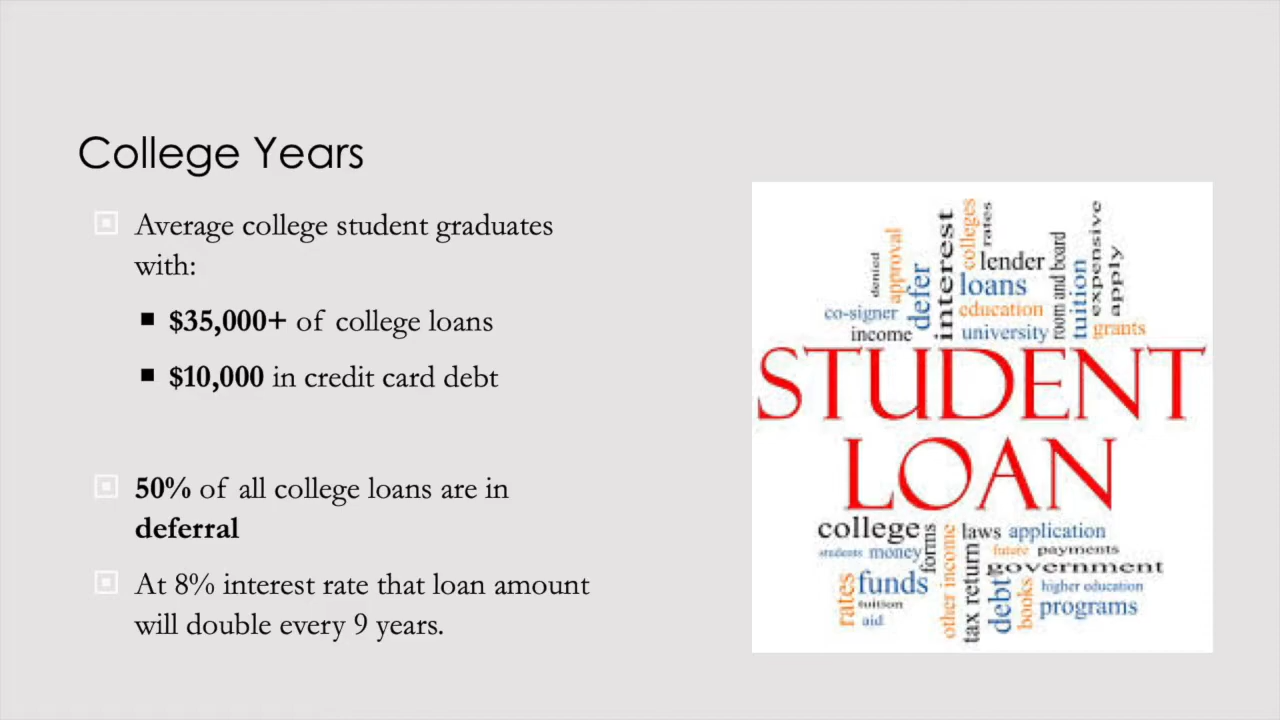 College Years
Average college student graduates
with:
$35,000+ of college loans
$10,000 in credit card debt
50% of all college loans are in
deferral
At 8% interest rate that loan amount
will double every 9 years.
denied
approval
defer
interest
colleges
rates
lender
loans
room and board
tuition
expensive
apply
co-signer
education
income
university
grants
STUDENT
LOAN
college
forms
laws
application
students
money
future
payments
government
rates
funds
other income
tax return
debt
books
higher education
tuition
programs
aid